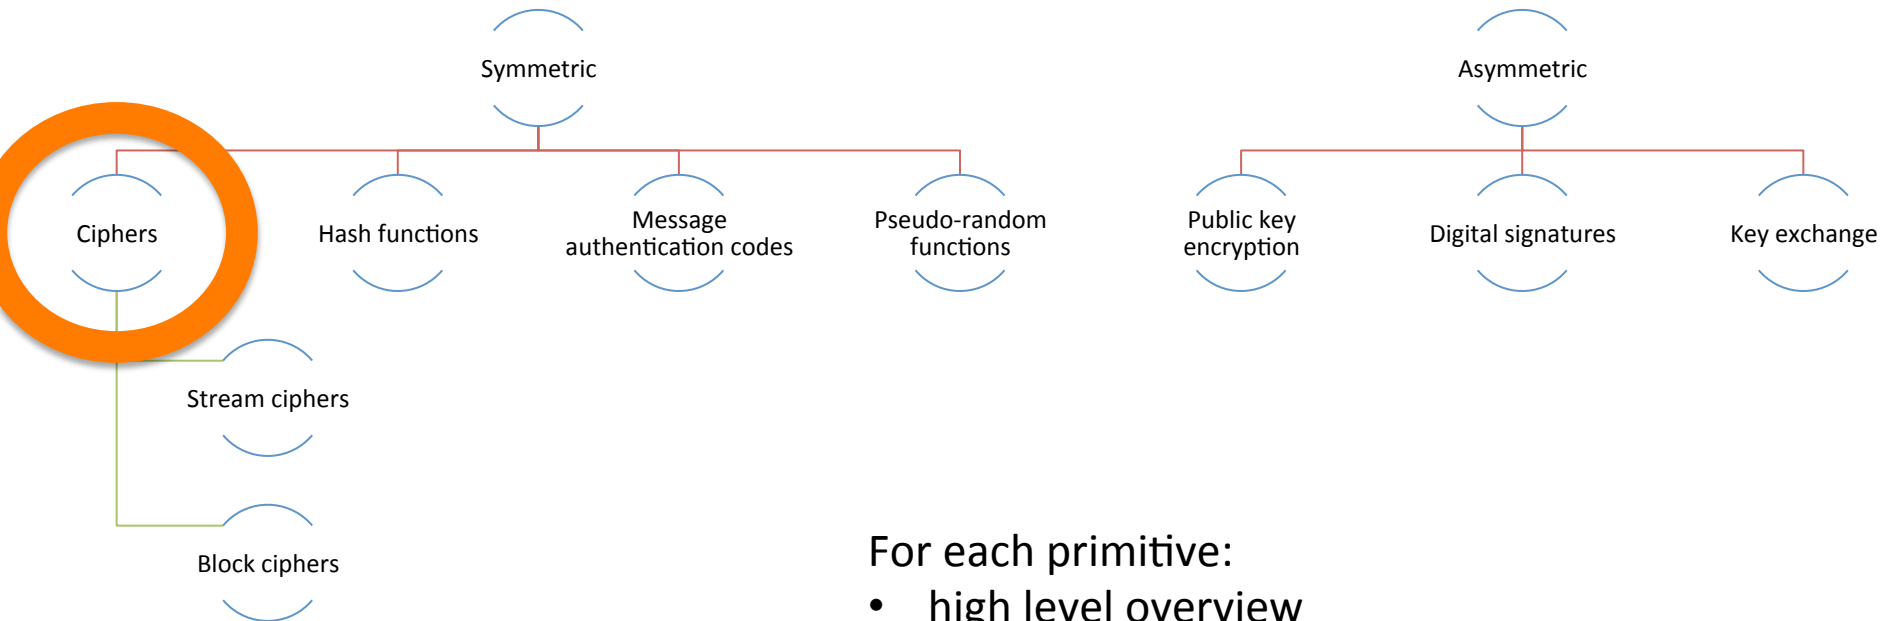 Symmetric
Asymmetric
Ciphers
Hash functions
Message
authentication codes
Pseudo-random
functions
Public key
encryption
Digital signatures
Key exchange
Stream ciphers
Block ciphers
For each primitive:
• high level overview